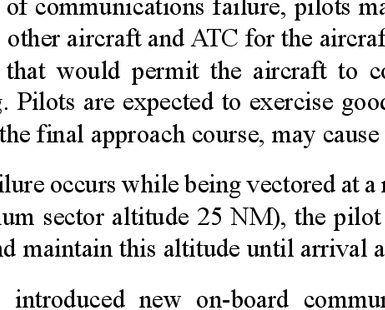 of communications failure, pilots ma
other aircraft and ATC for the aircraf
that would permit the aircraft to co
. Pilots are expected to exercise good
the final approach course, may cause
ilure occurs while being vectored at a
um sector altitude 25 NM), the pilot
d maintain this altitude until arrival a
introduced new on-board commu